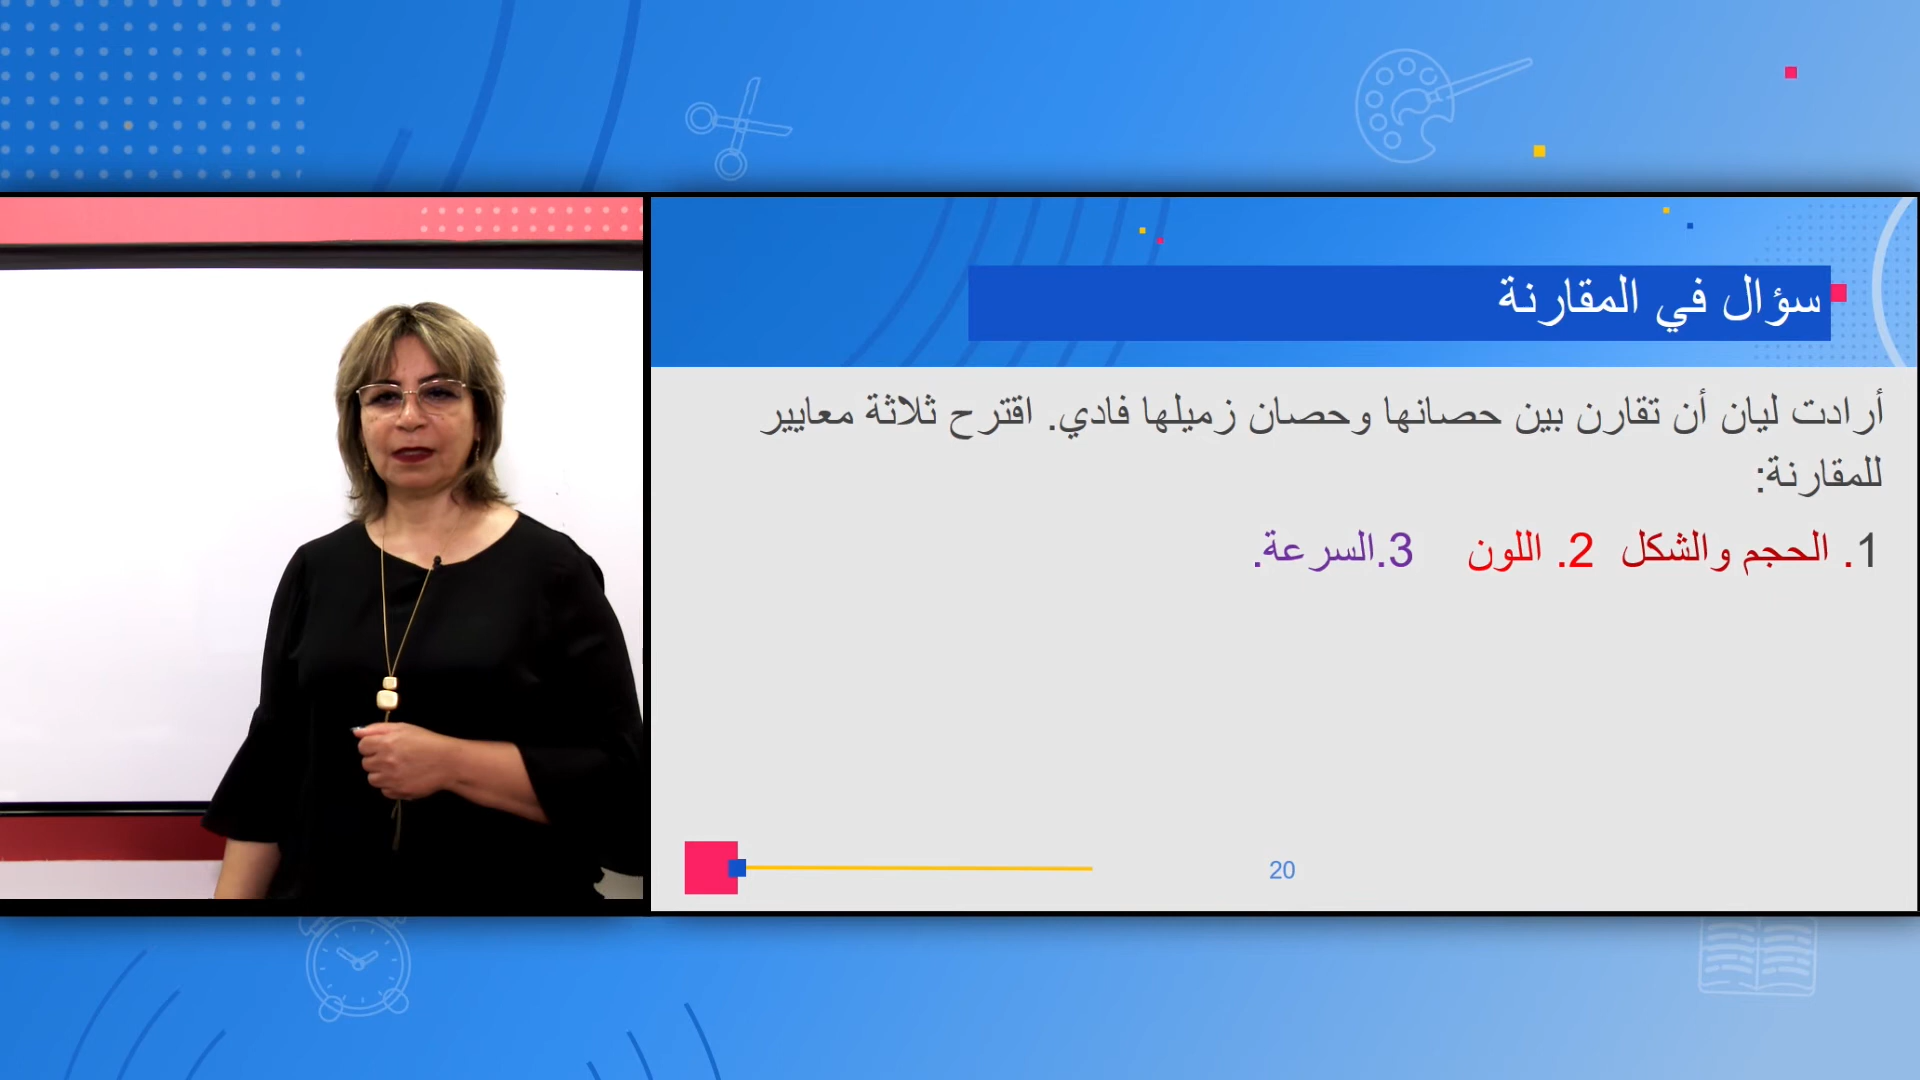 سؤال في المقارنة
أرادت ليان أن تقارن بين حصانها وحصان زميلها فادي. اقترح ثلاثة معايير
للمقارنة:
1. الحجم والشكل 2. اللون 3.السرعة.
20